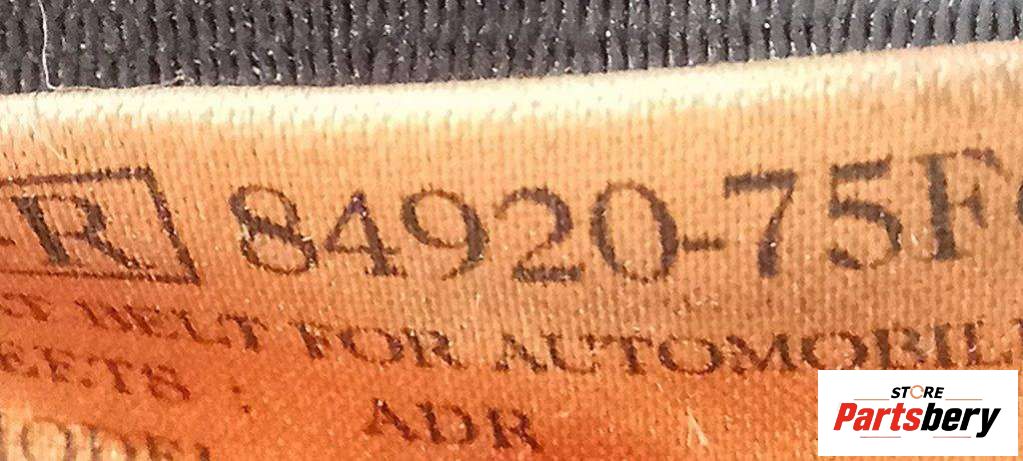 -R 84920-75F
BELT FOR AUTOMOBIL
ADR
STORE
Partsbery